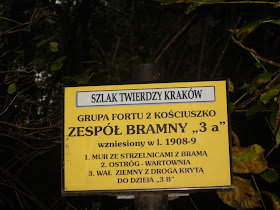 SZLAK TWIERDZY KRAKÓW
GRUPA FORTU 2 KOŚCIUSZKO
ZESPÓŁ BRAMNY „3 a"
wzniesiony w l. 1908-9
1. MUR ZE STRZELNICAMI Z BRAMĄ
2. OSTRÓG - WARTOWNIA
3. WAŁ ZIEMNY Z DROGĄ KRYTĄ
DO DZIEŁA „3 B"